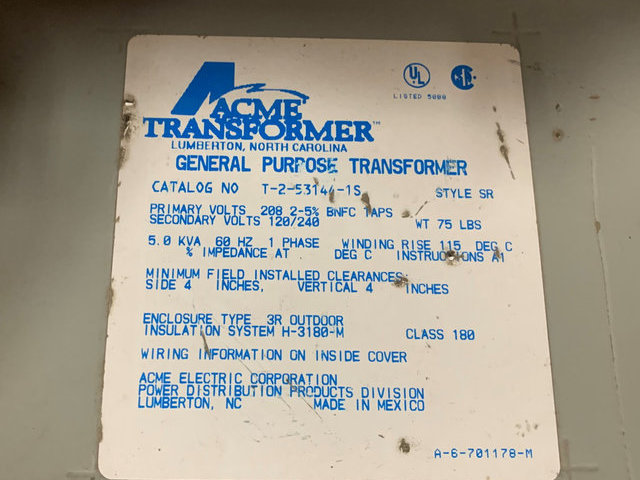 UL
LISTED 5000
ACME
TRANSFORMER™
LUMBERTON, NORTH CAROLINA
GENERAL PURPOSE TRANSFORMER
CATALOG NO T-2-53144-1S STYLE SR
PRIMARY VOLTS 208 2-5% BNFC TAPS
SECONDARY VOLTS 120/240 WT 75 LBS
5.0 KVA 60 HZ 1 PHASE WINDING RISE 115 DEG C
% IMPEDANCE AT DEG C INSTRUCTIONS A1
MINIMUM FIELD INSTALLED CLEARANCES:
SIDE 4 INCHES, VERTICAL 4 INCHES
ENCLOSURE TYPE 3R OUTDOOR
INSULATION SYSTEM H-3180-M CLASS 180
WIRING INFORMATION ON INSIDE COVER
ACME ELECTRIC CORPORATION
POWER DISTRIBUTION PRODUCTS DIVISION
LUMBERTON, NC MADE IN MEXICO
A-6-701178-M